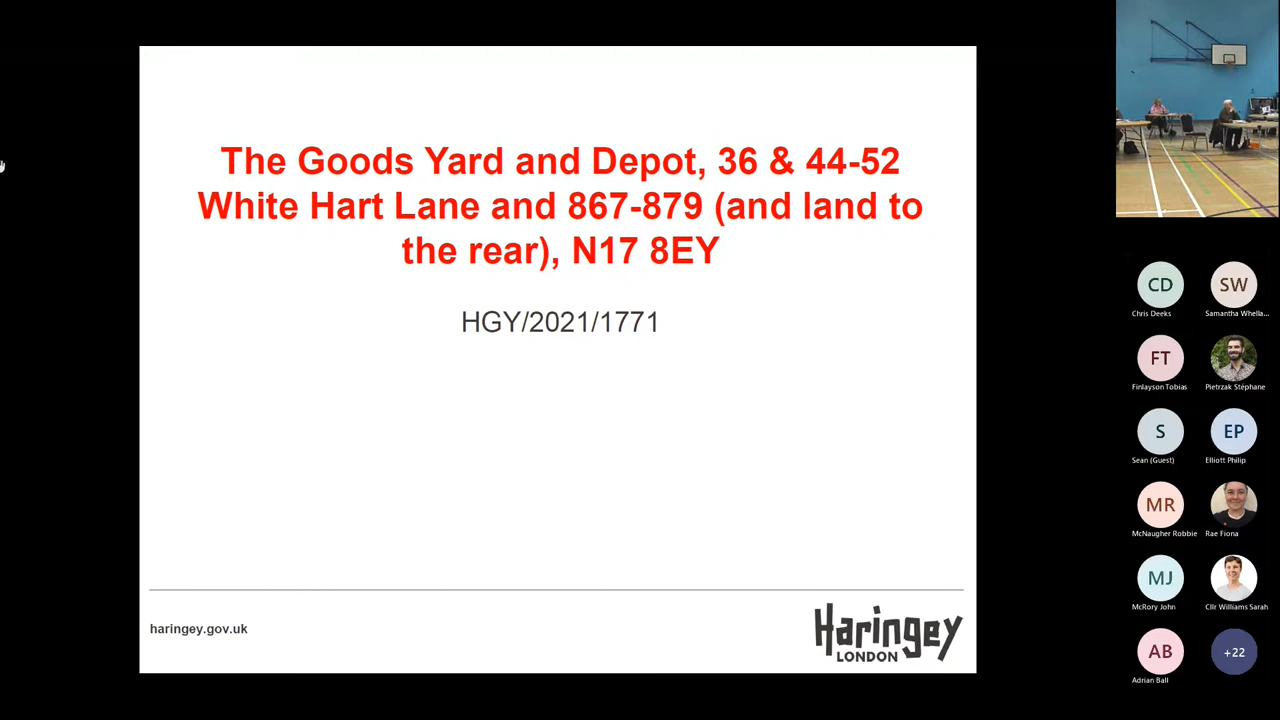 The Goods Yard and Depot, 36 & 44-52
White Hart Lane and 867-879 (and land to
the rear), N17 8EY
HGY/2021/1771
haringey.gov.uk
Haringey
LONDON
CD
Chris Deeks
SW
Samantha Whella...
FT
Finlayson Tobias
Pietrzak Stéphane
S
Sean (Guest)
EP
Elliott Philip
MR
McNaugher Robbie
Rae Fiona
MJ
McRory John
Cllr Williams Sarah
AB
Adrian Ball
+22